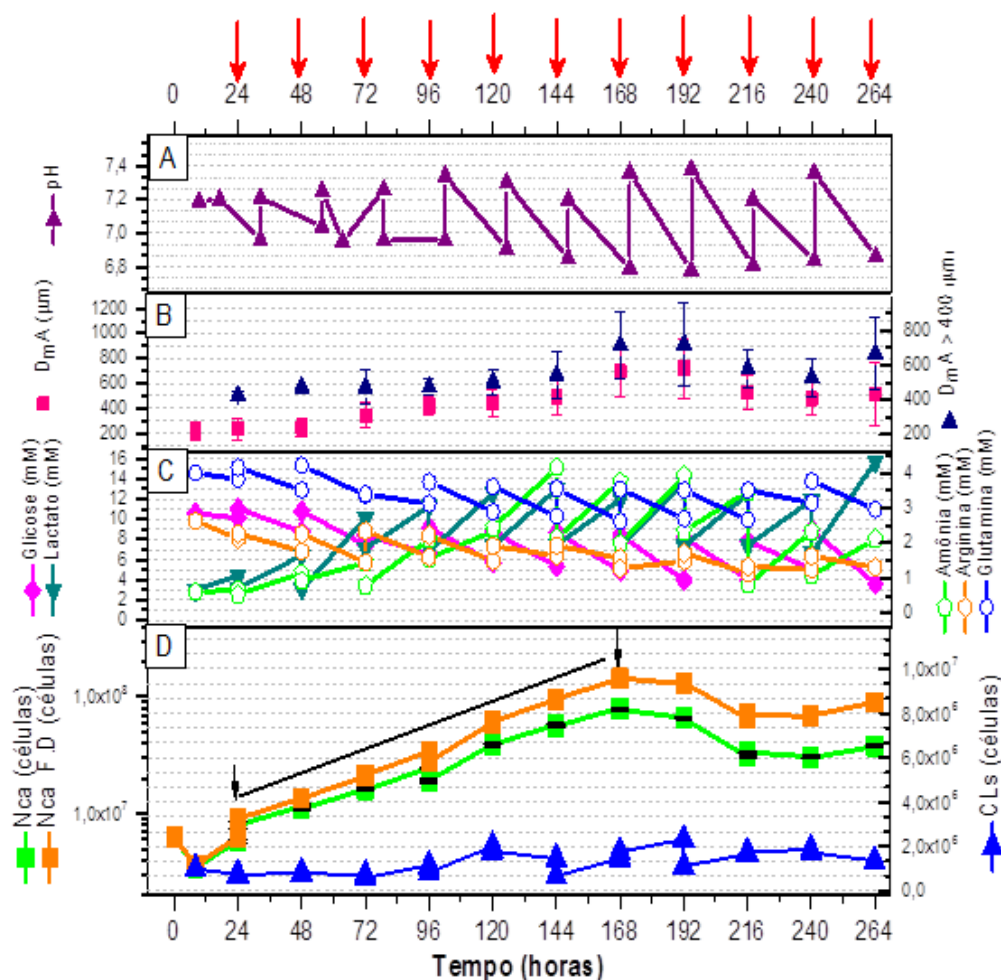 0 24 48 72 96 120 144 168 192 216 240 264
A
7,4
7,2
7,0
6,8
pH
B
1200
1000
800
600
400
200
DmA (µm)
800
600
400
200
DmA > 400 µm)
C
16
14
12
10
8
6
4
2
0
Glicose (mM)
Lactato (mM)
4
3
2
1
0
Amônia (mM)
Arginina (mM)
Glutamina (mM)
D
1,0x10⁸
1,0x10⁷
Nca (células)
Nca F.D (células)
1,0x10⁷
8,0x10⁶
6,0x10⁶
4,0x10⁶
2,0x10⁶
0,0
CLs (células)
0 24 48 72 96 120 144 168 192 216 240 264
Tempo (horas)